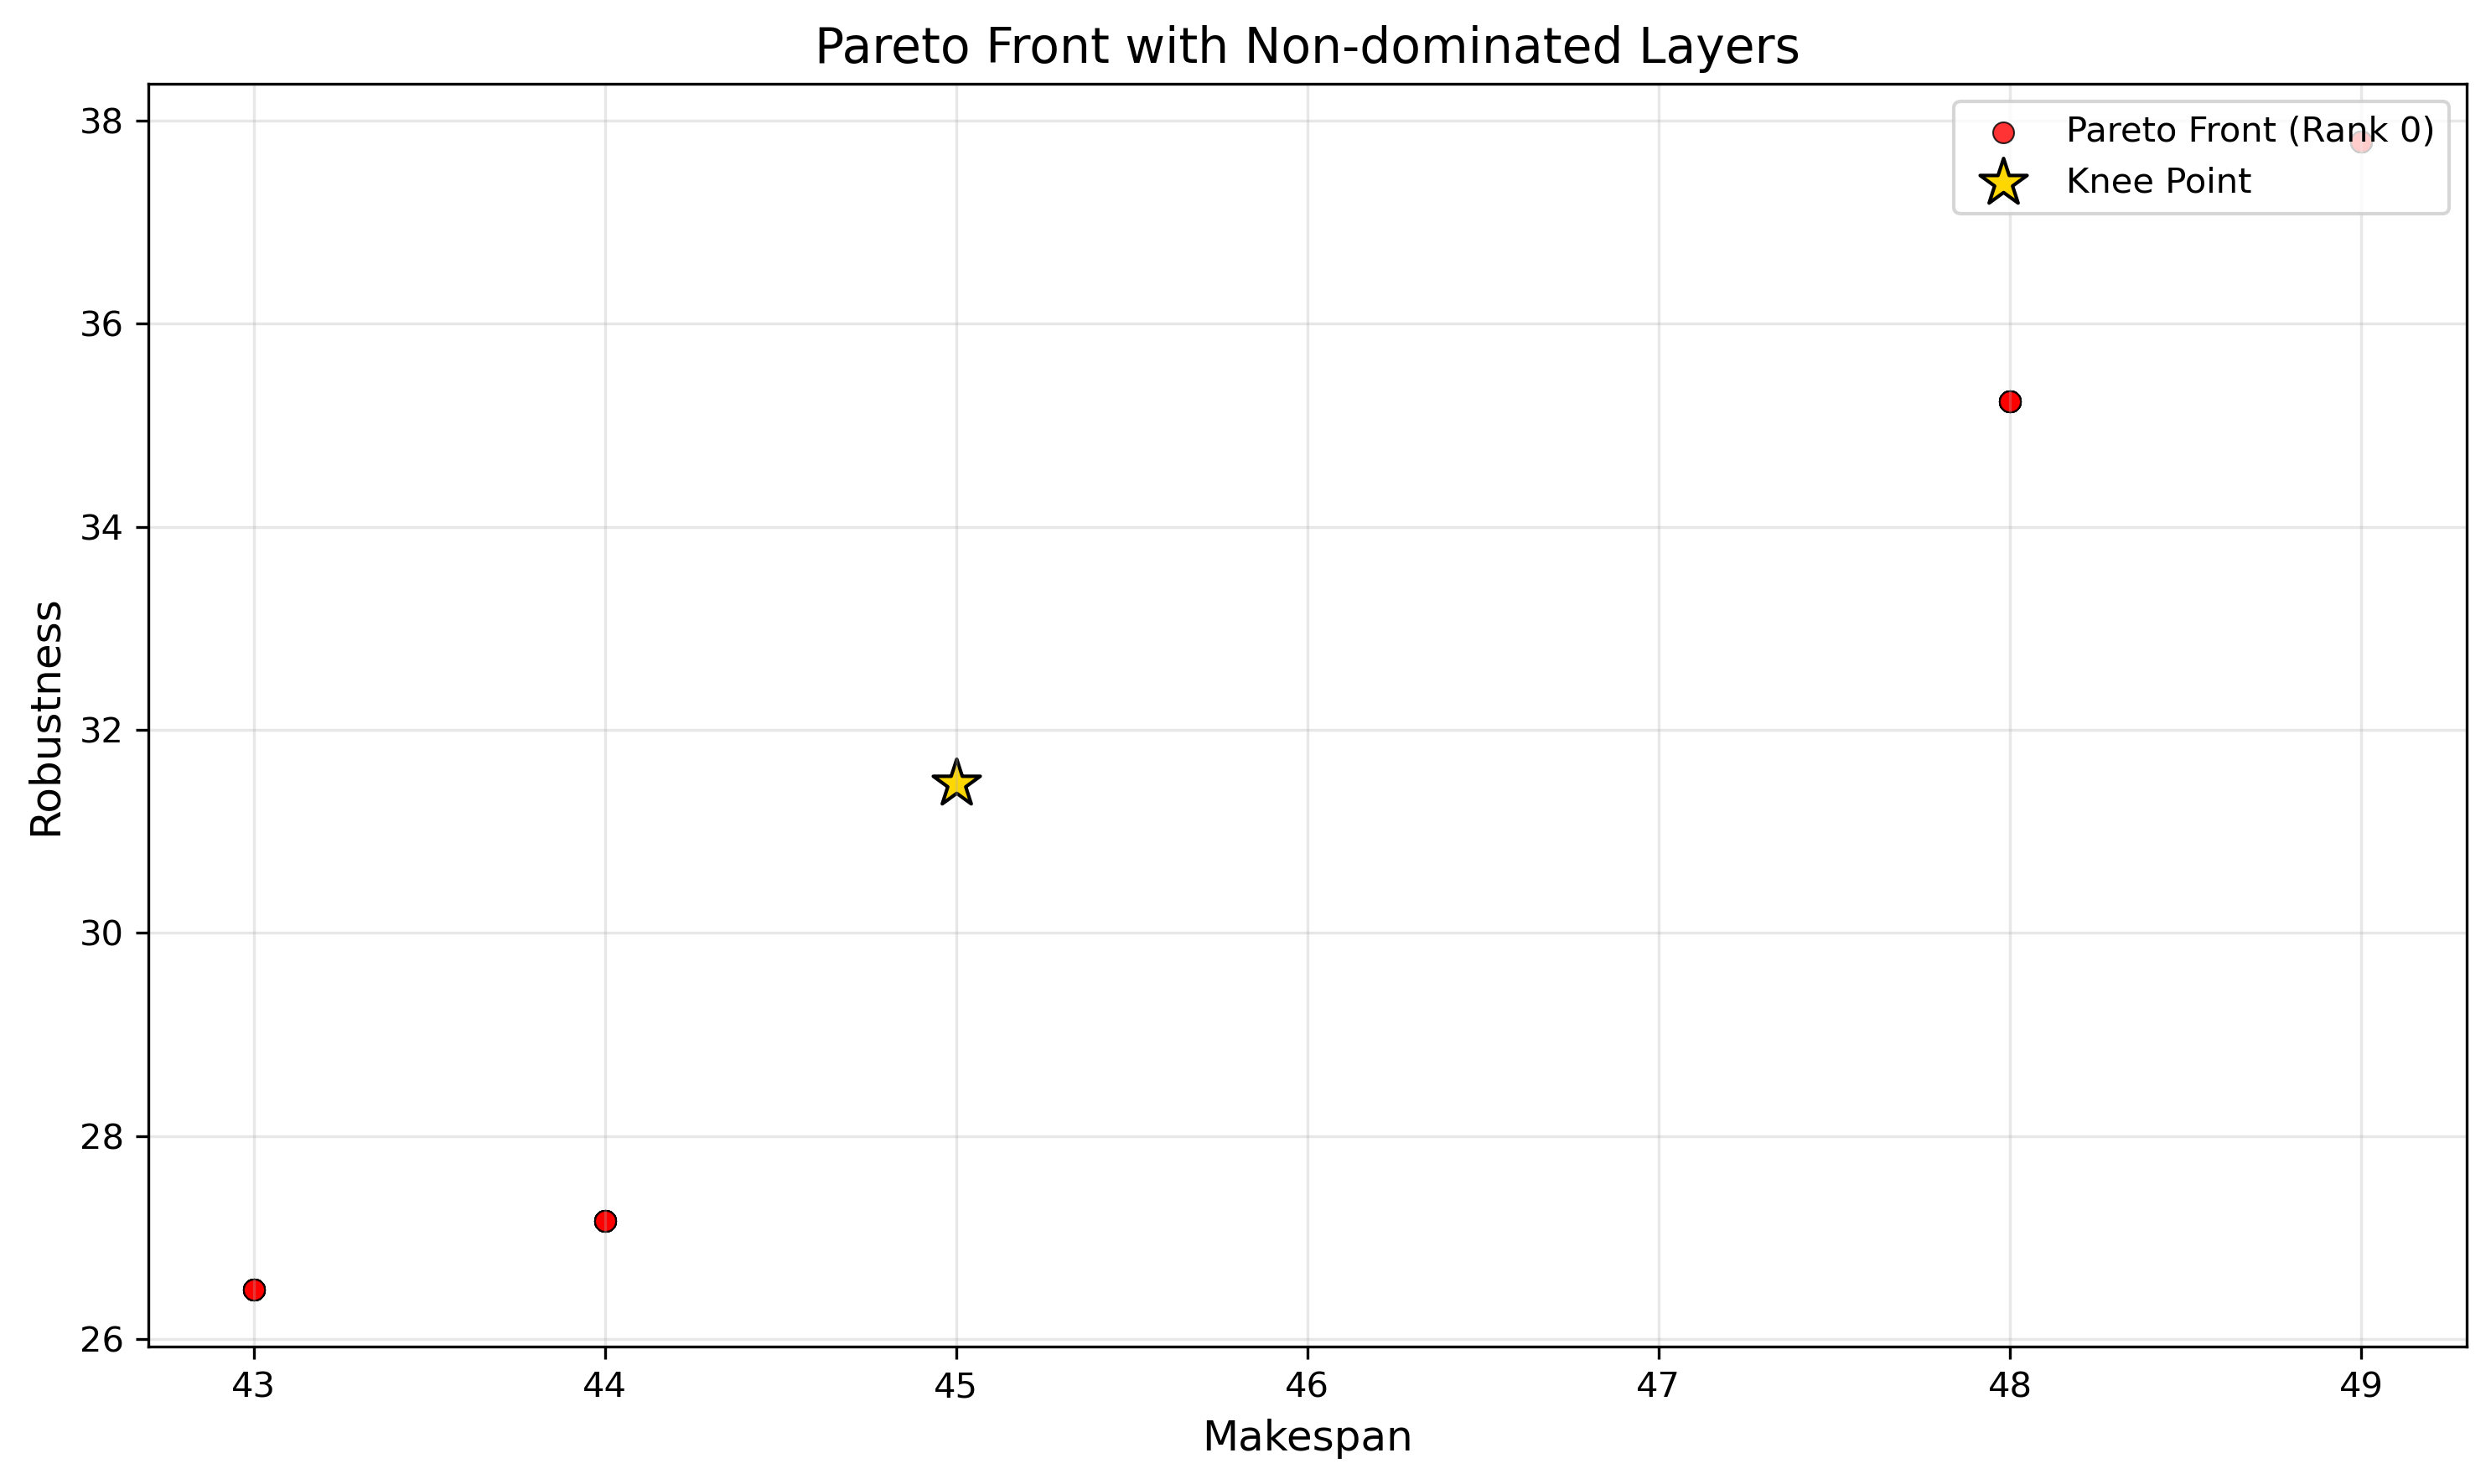 Pareto Front with Non-dominated Layers
Pareto Front (Rank 0)
Knee Point
Robustness
38
36
34
32
30
28
26
43 44 45 46 47 48 49
Makespan